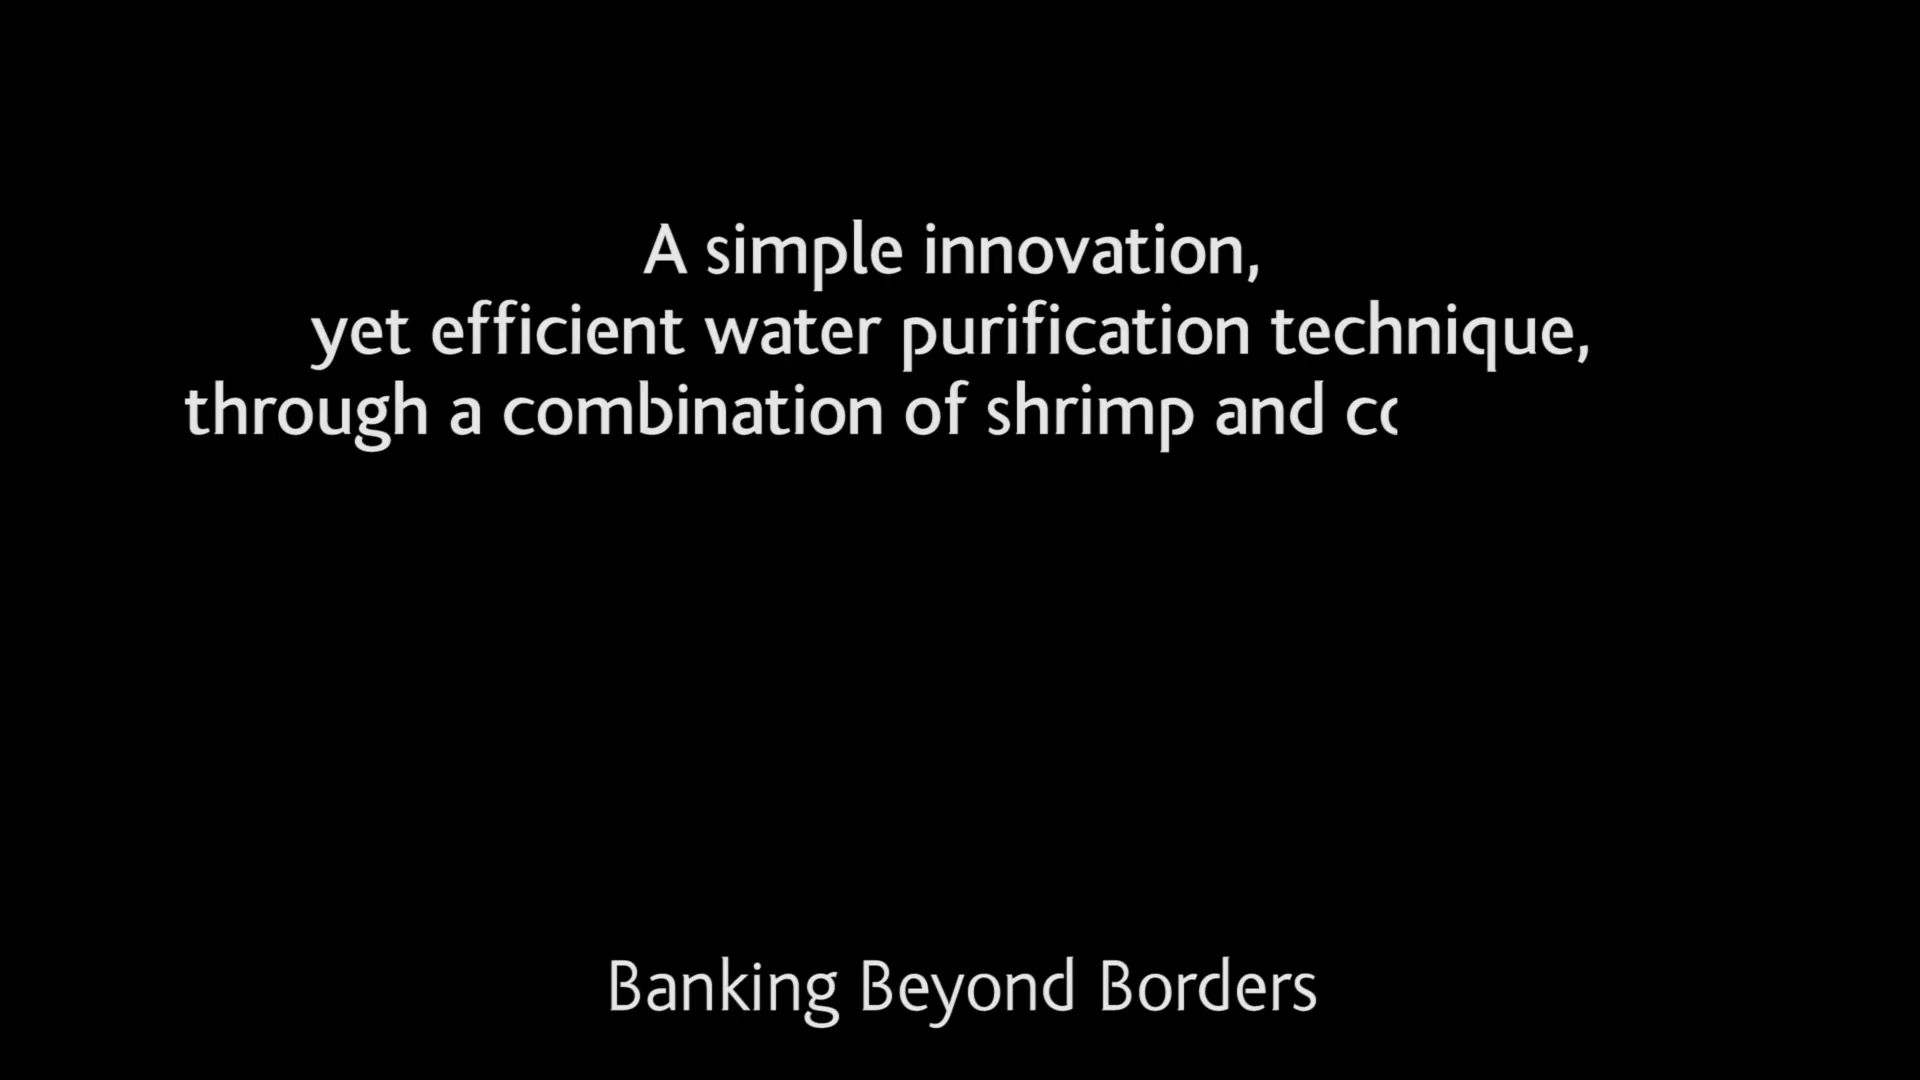 A simple innovation,
yet efficient water purification technique,
through a combination of shrimp and
Banking Beyond Borders